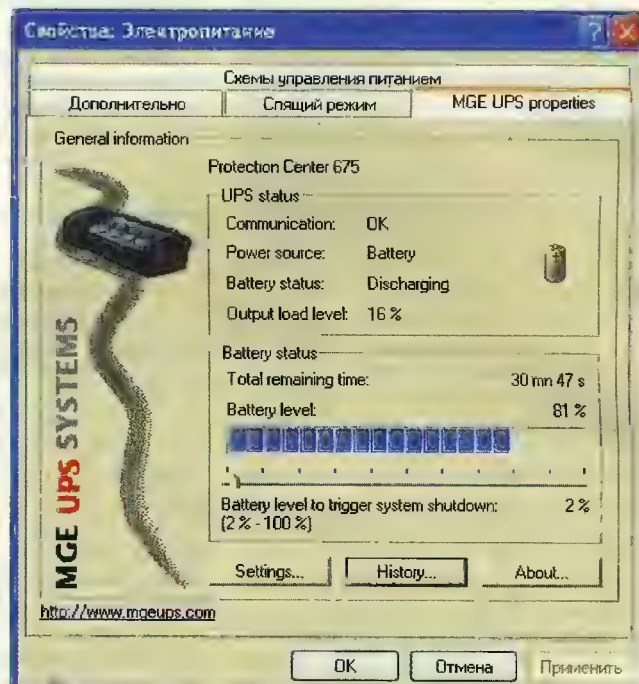 Свойства: Электропитание
Схемы управления питанием
Дополнительно Спящий режим MGE UPS properties
General information
Protection Center 675
UPS status
Communication: OK
Power source: Battery
Battery status: Discharging
Output load level: 16 %
Battery status
Total remaining time: 30 mn 47 s
Battery level: 81 %
Battery level to trigger system shutdown: 2 %
(2 % - 100 %)
MGE UPS SYSTEMS
Settings... History... About...
http://www.mgeups.com
OK Отмена Применить